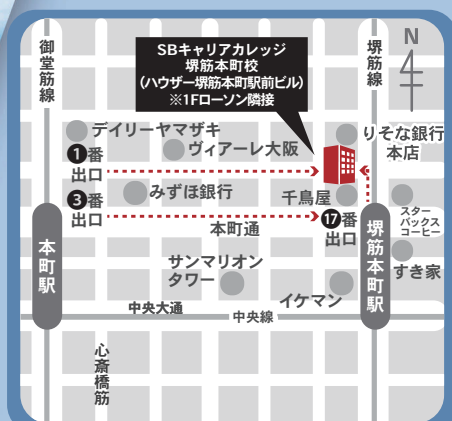 御堂筋線
SBキャリアカレッジ
堺筋本町校
(ハウザー堺筋本町駅前ビル)
※1Fローソン隣接
堺筋線
N
デイリーヤマザキ
ヴィアーレ大阪
りそな銀行
本店
1番
出口
みずほ銀行
千鳥屋
3番
出口
本町通
17番
出口
スター
バックス
コーヒー
本町駅
堺筋本町駅
すき家
サンマリオン
タワー
イケマン
中央大通
中央線
心斎橋筋